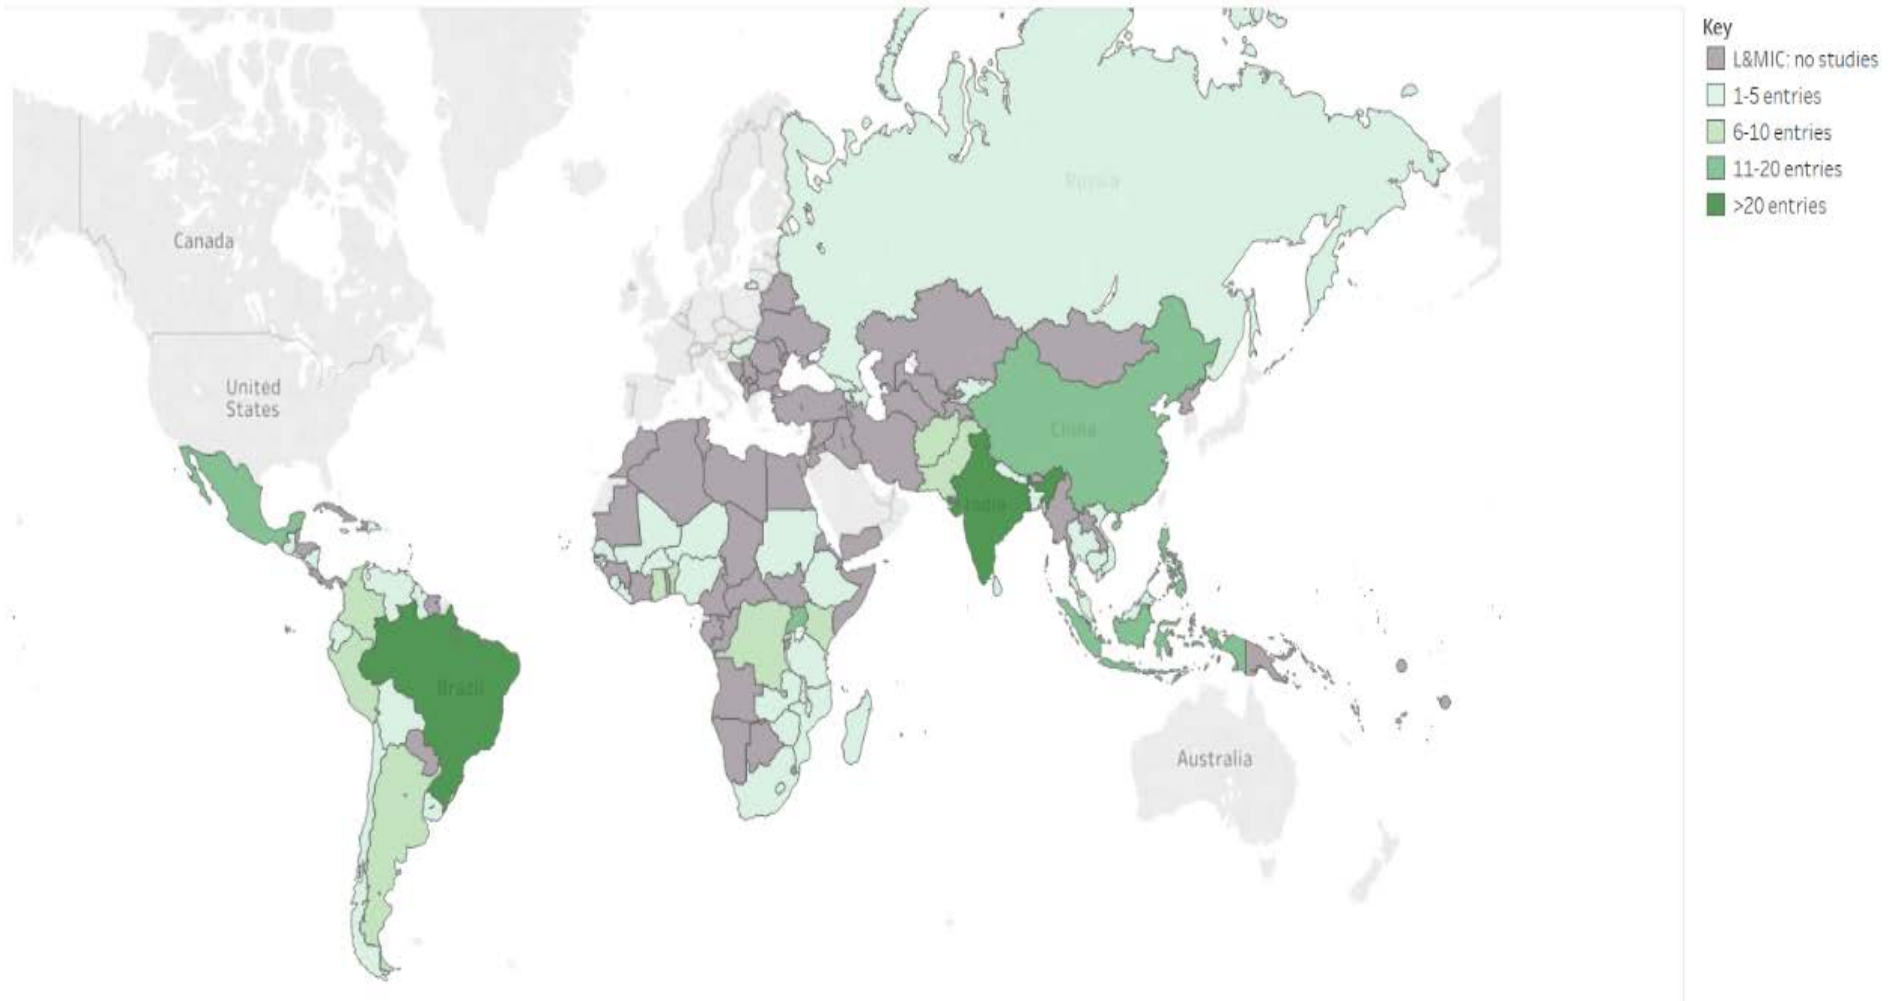 Key
L&MIC: no studies
1-5 entries
6-10 entries
11-20 entries
>20 entries
Canada
United
States
Russia
China
India
Brazil
Australia